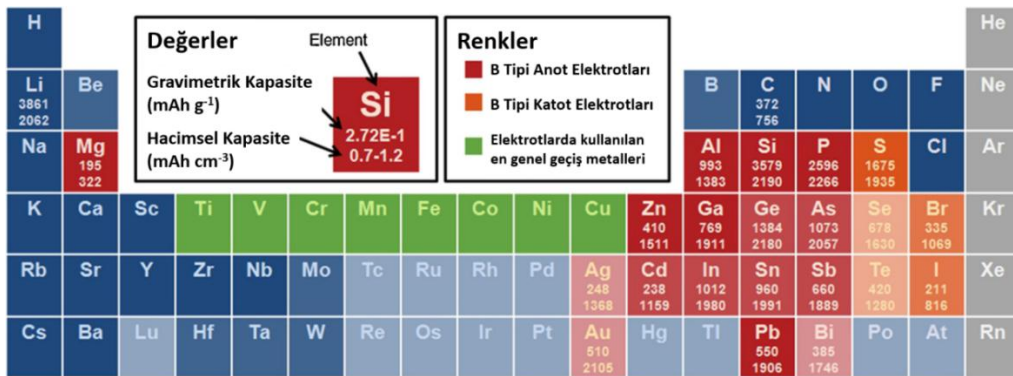 H He
Değerler Element Renkler
Gravimetrik Kapasite
(mAh g⁻¹)
Hacimsel Kapasite
(mAh cm⁻³)
Si
2.72E-1
0.7-1.2
B Tipi Anot Elektrotları
B Tipi Katot Elektrotları
Elektrotlarda kullanılan
en genel geçiş metalleri
Li Be B C N O F Ne
3861 372
2062 756
Na Mg Al Si P S Cl Ar
195 993 3579 2596 1675
322 1383 2190 2266 1935
K Ca Sc Ti V Cr Mn Fe Co Ni Cu Zn Ga Ge As Se Br Kr
410 769 1384 1073 678 335
1511 1911 2180 2057 1630 1069
Rb Sr Y Zr Nb Mo Tc Ru Rh Pd Ag Cd In Sn Sb Te I Xe
248 238 1012 960 660 420 211
1368 1159 1980 1991 1889 1280 816
Cs Ba Lu Hf Ta W Re Os Ir Pt Au Hg Tl Pb Bi Po At Rn
510 550 385
2105 1906 1746